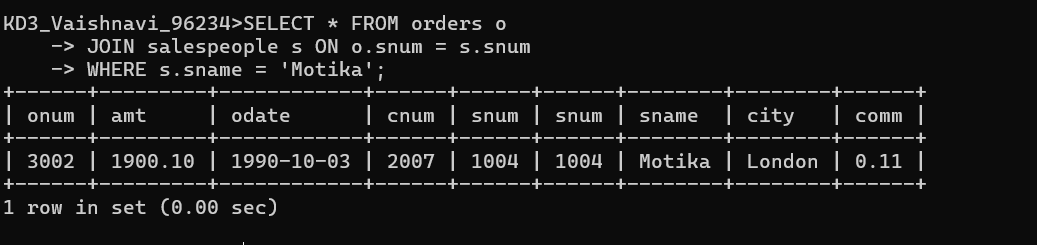 KD3_Vaishnavi_96234>SELECT * FROM orders o
    -> JOIN salespeople s ON o.snum = s.snum
    -> WHERE s.sname = 'Motika';
+------+---------+------------+------+------+------+--------+--------+------+
| onum | amt     | odate      | cnum | snum | snum | sname  | city   | comm |
+------+---------+------------+------+------+------+--------+--------+------+
| 3002 | 1900.10 | 1990-10-03 | 2007 | 1004 | 1004 | Motika | London | 0.11 |
+------+---------+------------+------+------+------+--------+--------+------+
1 row in set (0.00 sec)